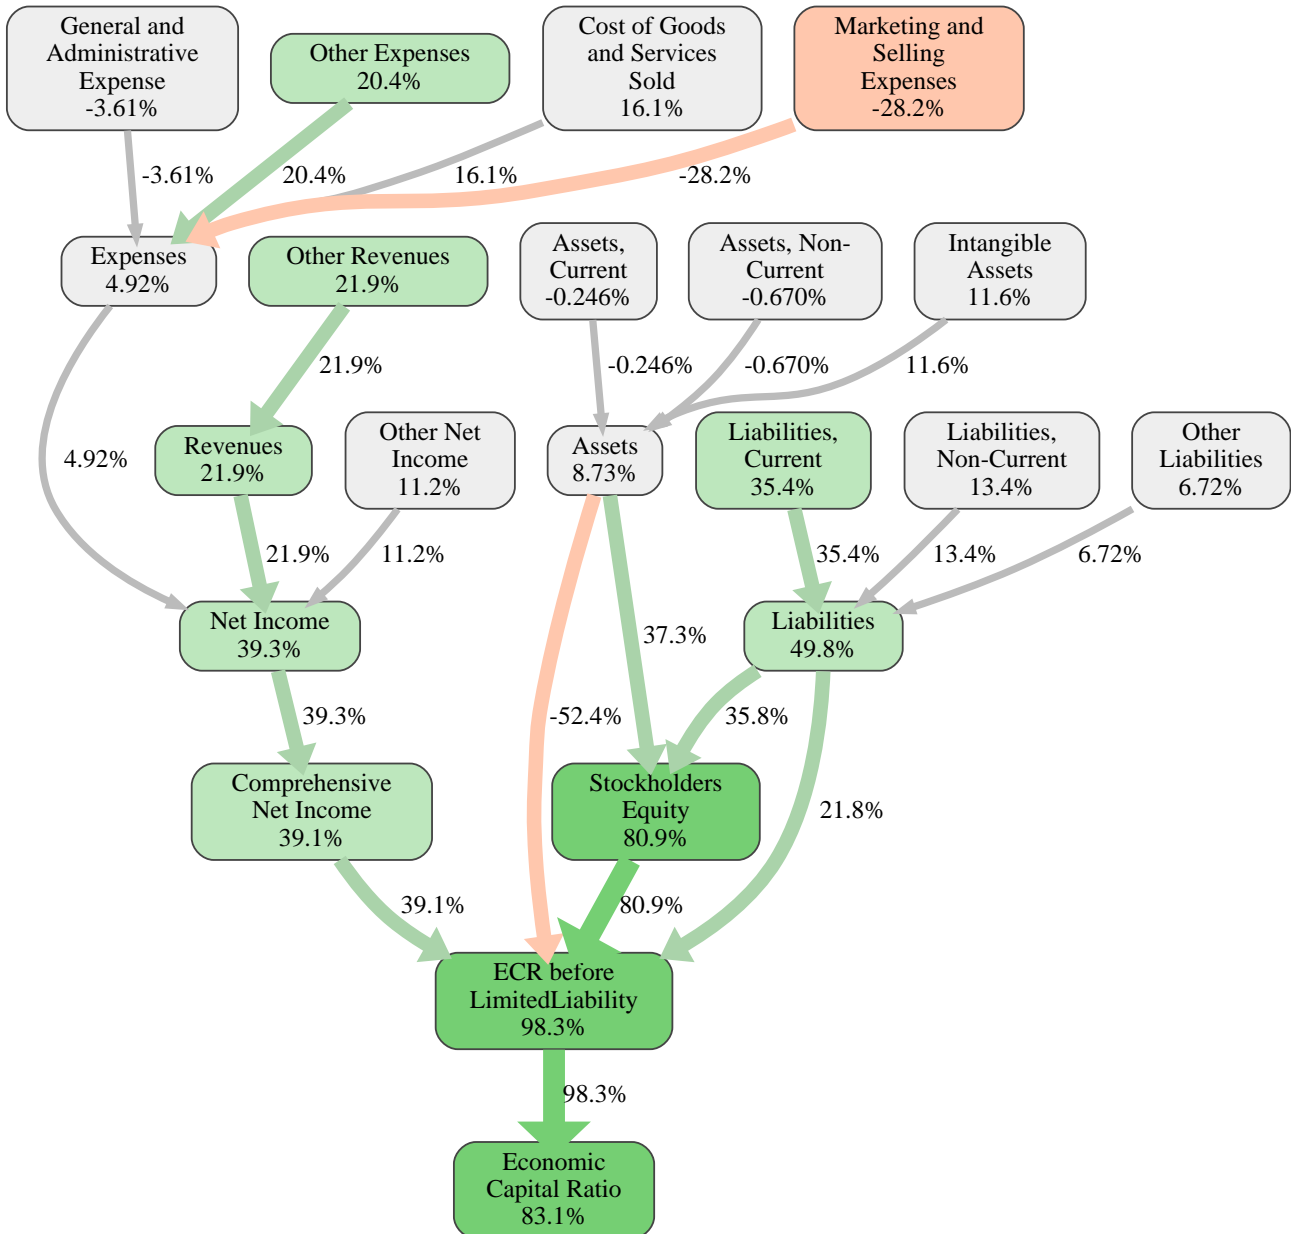 General and
Administrative
Expense
-3.61%
Other Expenses
20.4%
Cost of Goods
and Services
Sold
16.1%
Marketing and
Selling
Expenses
-28.2%
-3.61%
20.4%
16.1%
-28.2%
Expenses
4.92%
Other Revenues
21.9%
Assets,
Current
-0.246%
Assets, Non-
Current
-0.670%
Intangible
Assets
11.6%
21.9%
-0.246%
-0.670%
11.6%
4.92%
Revenues
21.9%
Other Net
Income
11.2%
Assets
8.73%
Liabilities,
Current
35.4%
Liabilities,
Non-Current
13.4%
Other
Liabilities
6.72%
21.9%
11.2%
35.4%
13.4%
6.72%
Net Income
39.3%
37.3%
Liabilities
49.8%
39.3%
-52.4%
35.8%
Comprehensive
Net Income
39.1%
Stockholders
Equity
80.9%
21.8%
39.1%
80.9%
ECR before
LimitedLiability
98.3%
98.3%
Economic
Capital Ratio
83.1%